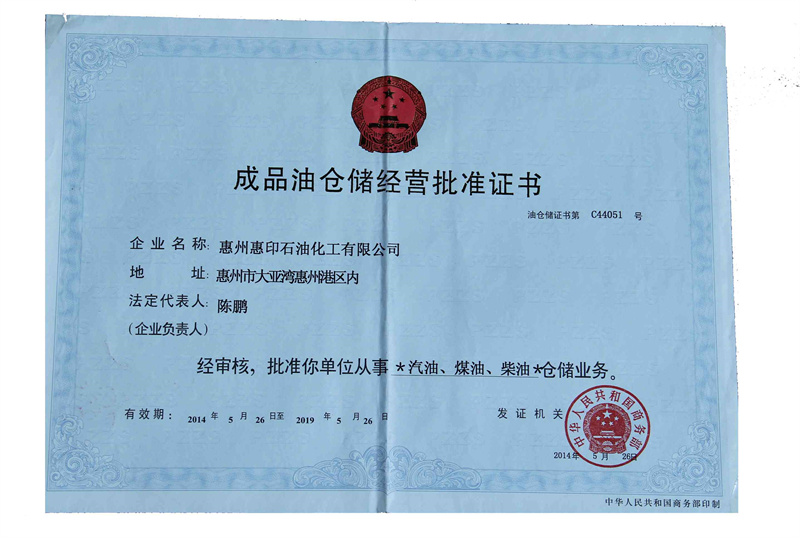 成品油仓储经营批准证书
油仓储证书第 C44051 号
企业名称: 惠州惠印石油化工有限公司
地 址: 惠州市大亚湾惠州港区内
法定代表人: 陈鹏
(企业负责人)
经审核，批准你单位从事 *汽油、煤油、柴油*仓储业务。
有效期: 2014 年 5 月 26 日至 2019 年 5 月 26 日
发证机关
中华人民共和国商务部
2014 年 5 月 26 日
中华人民共和国商务部印制